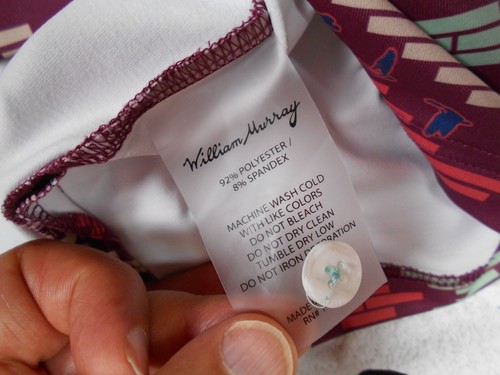 William Murray
92% POLYESTER /
8% SPANDEX
MACHINE WASH COLD
WITH LIKE COLORS
DO NOT BLEACH
DO NOT DRY CLEAN
TUMBLE DRY LOW
DO NOT IRON
RN#